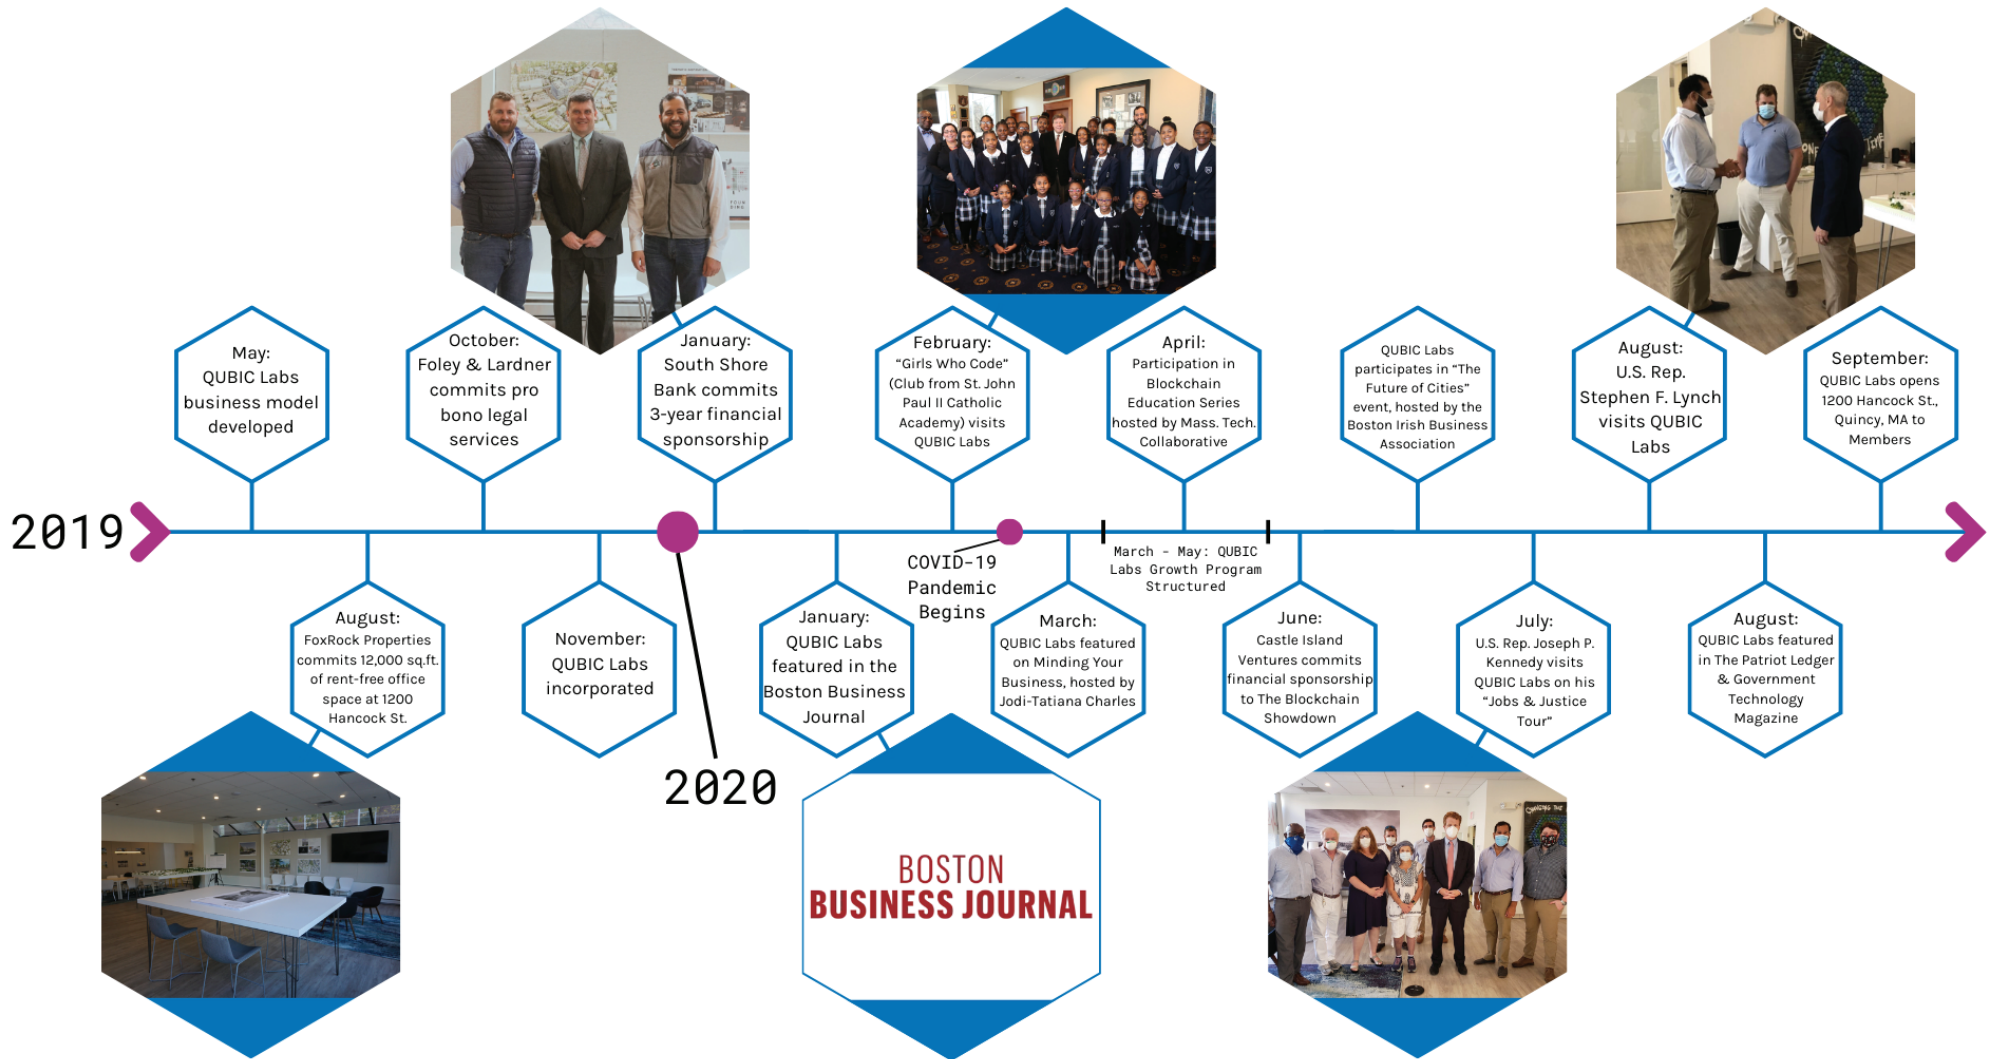 2019
May:
QUBIC Labs
business model
developed
August:
FoxRock Properties
commits 12,000 sq.ft.
of rent-free office
space at 1200
Hancock St.
October:
Foley & Lardner
commits pro
bono legal
services
November:
QUBIC Labs
incorporated
2020
January:
South Shore
Bank commits
3-year financial
sponsorship
January:
QUBIC Labs
featured in the
Boston Business
Journal
BOSTON
BUSINESS JOURNAL
February:
“Girls Who Code”
(Club from St. John
Paul II Catholic
Academy) visits
QUBIC Labs
COVID-19
Pandemic
Begins
March:
QUBIC Labs featured
on Minding Your
Business, hosted by
Jodi-Tatiana Charles
March - May: QUBIC
Labs Growth Program
Structured
April:
Participation in
Blockchain
Education Series
hosted by Mass. Tech.
Collaborative
June:
Castle Island
Ventures commits
financial sponsorship
to The Blockchain
Showdown
QUBIC Labs
participates in “The
Future of Cities”
event, hosted by the
Boston Irish Business
Association
July:
U.S. Rep. Joseph P.
Kennedy visits
QUBIC Labs on his
“Jobs & Justice
Tour”
August:
U.S. Rep.
Stephen F. Lynch
visits QUBIC
Labs
August:
QUBIC Labs featured
in The Patriot Ledger
& Government
Technology
Magazine
September:
QUBIC Labs opens
1200 Hancock St.,
Quincy, MA to
Members